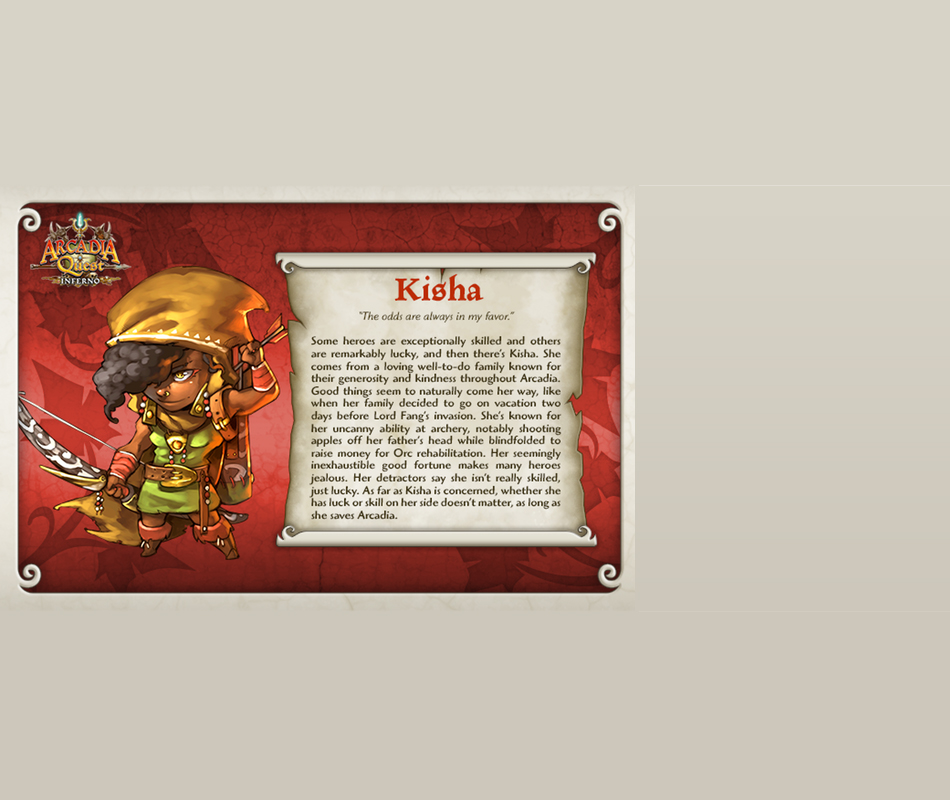 ARCADIA
Quest
INFERNO
Kisha
"The odds are always in my favor."
Some heroes are exceptionally skilled and others
are remarkably lucky, and then there's Kisha. She
comes from a loving well-to-do family known for
their generosity and kindness throughout Arcadia.
Good things seem to naturally come her way, like
when her family decided to go on vacation two
days before Lord Fang's invasion. She's known for
her uncanny ability at archery, notably shooting
apples off her father's head while blindfolded to
raise money for Orc rehabilitation. Her seemingly
inexhaustible good fortune makes many heroes
jealous. Her detractors say she isn't really skilled,
just lucky. As far as Kisha is concerned, whether she
has luck or skill on her side doesn't matter, as long as
she saves Arcadia.